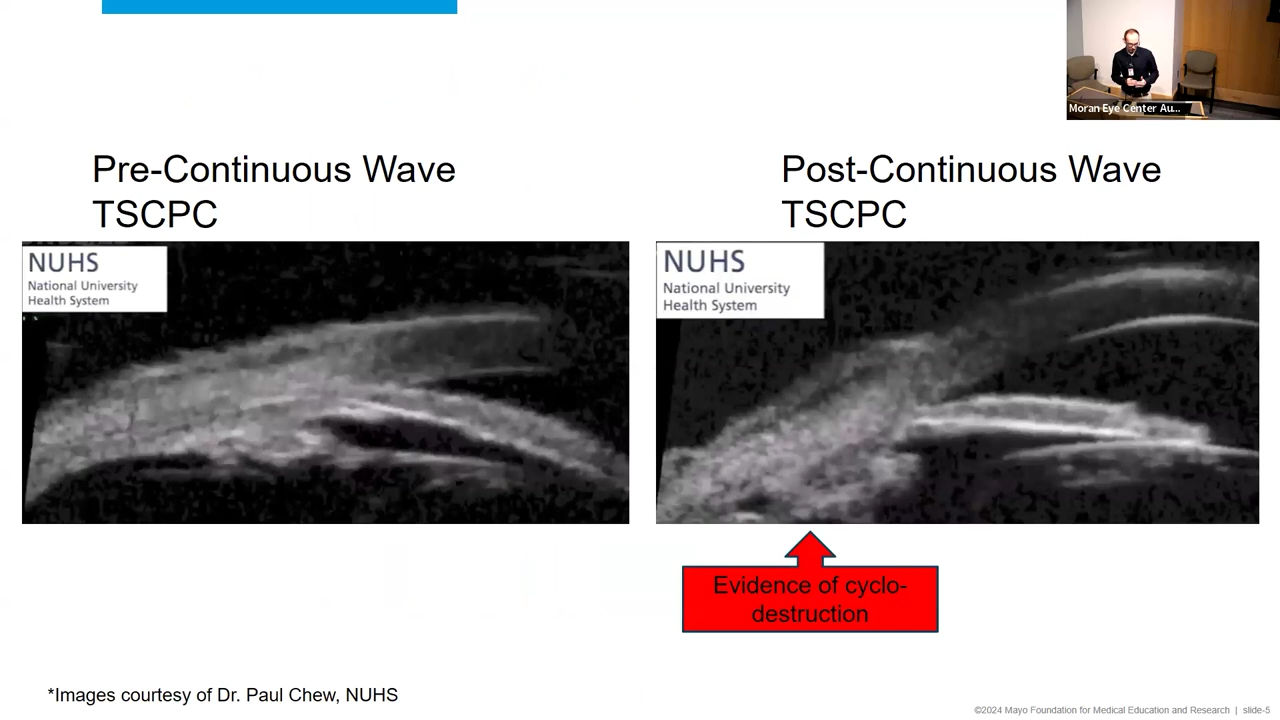 Moran Eye Center Au...
Pre-Continuous Wave
TSCPC
Post-Continuous Wave
TSCPC
NUHS
National University
Health System
NUHS
National University
Health System
Evidence of cyclo-
destruction
*Images courtesy of Dr. Paul Chew, NUHS
©2024 Mayo Foundation for Medical Education and Research | slide-5